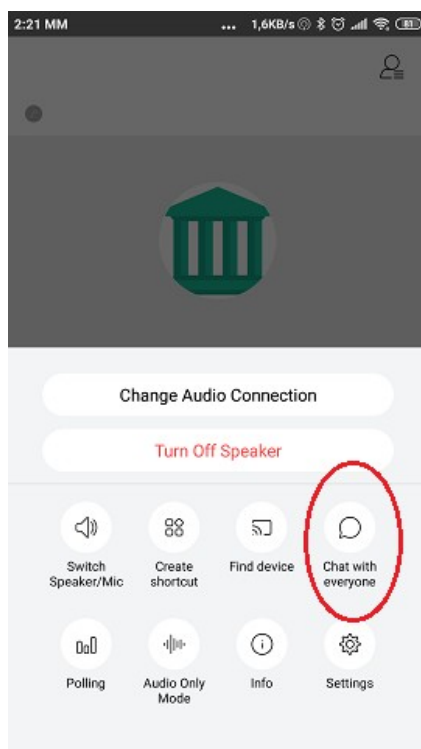 2:21 MM ... 1,6KB/s 81
Change Audio Connection
Turn Off Speaker
Switch Speaker/Mic
Create shortcut
Find device
Chat with everyone
Polling
Audio Only Mode
Info
Settings